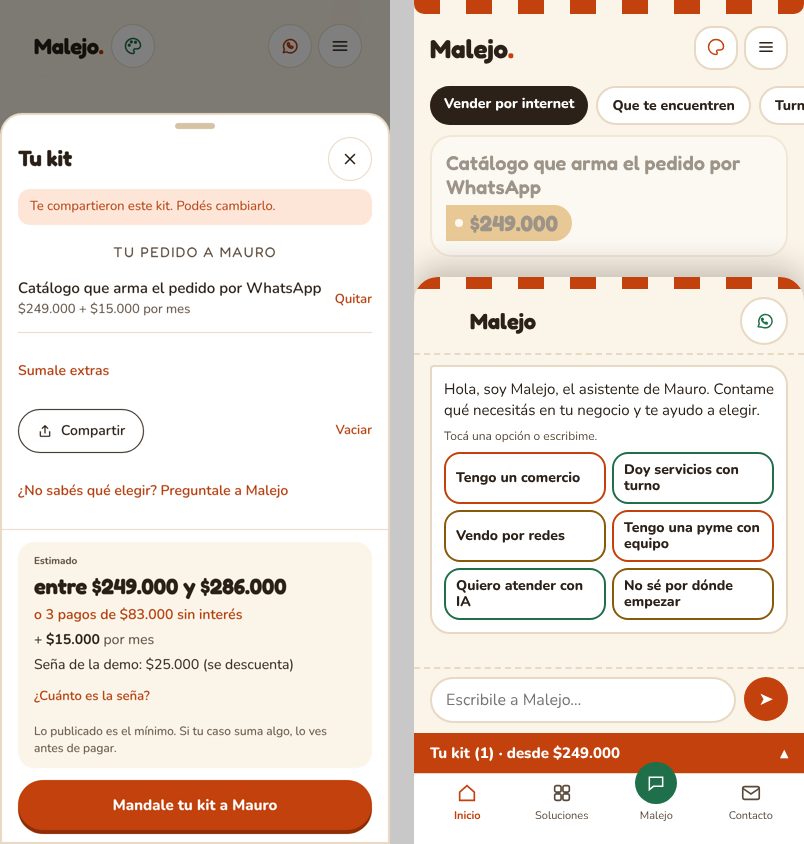 Malejo.
Tu kit
Te compartieron este kit. Podés cambiarlo.
TU PEDIDO A MAURO
Catálogo que arma el pedido por WhatsApp
$249.000 + $15.000 por mes
Quitar
Sumale extras
Compartir
Vaciar
¿No sabés qué elegir? Preguntale a Malejo
Estimado
entre $249.000 y $286.000
o 3 pagos de $83.000 sin interés
+ $15.000 por mes
Seña de la demo: $25.000 (se descuenta)
¿Cuánto es la seña?
Lo publicado es el mínimo. Si tu caso suma algo, lo ves
antes de pagar.
Mandale tu kit a Mauro
Malejo.
Vender por internet
Que te encuentren
Turn
Catálogo que arma el pedido por
WhatsApp
$249.000
Malejo
Hola, soy Malejo, el asistente de Mauro. Contame
qué necesitás en tu negocio y te ayudo a elegir.
Tocá una opción o escribime.
Tengo un comercio
Doy servicios con
turno
Vendo por redes
Tengo una pyme con
equipo
Quiero atender con
IA
No sé por dónde
empezar
Escribile a Malejo...
Tu kit (1) · desde $249.000
Inicio
Soluciones
Malejo
Contacto